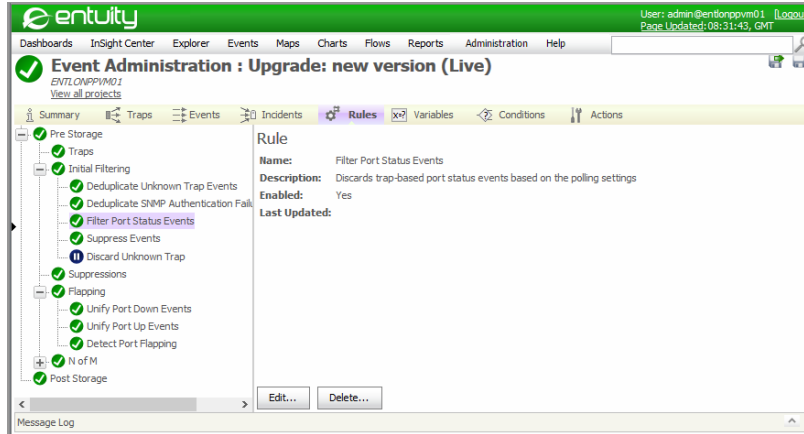 entuity
User: admin@entlonppvm01 [Logou
Page Updated:08:31:43, GMT
Dashboards InSight Center Explorer Events Maps Charts Flows Reports Administration Help
Event Administration : Upgrade: new version (Live)
ENTLONPPVM01
View all projects
Summary Traps Events Incidents Rules Variables Conditions Actions
Pre Storage
Traps
Initial Filtering
Deduplicate Unknown Trap Events
Deduplicate SNMP Authentication Failu
Filter Port Status Events
Suppress Events
Discard Unknown Trap
Suppressions
Flapping
Unify Port Down Events
Unify Port Up Events
Detect Port Flapping
N of M
Post Storage
Rule
Name: Filter Port Status Events
Description: Discards trap-based port status events based on the polling settings
Enabled: Yes
Last Updated:
Edit... Delete...
Message Log